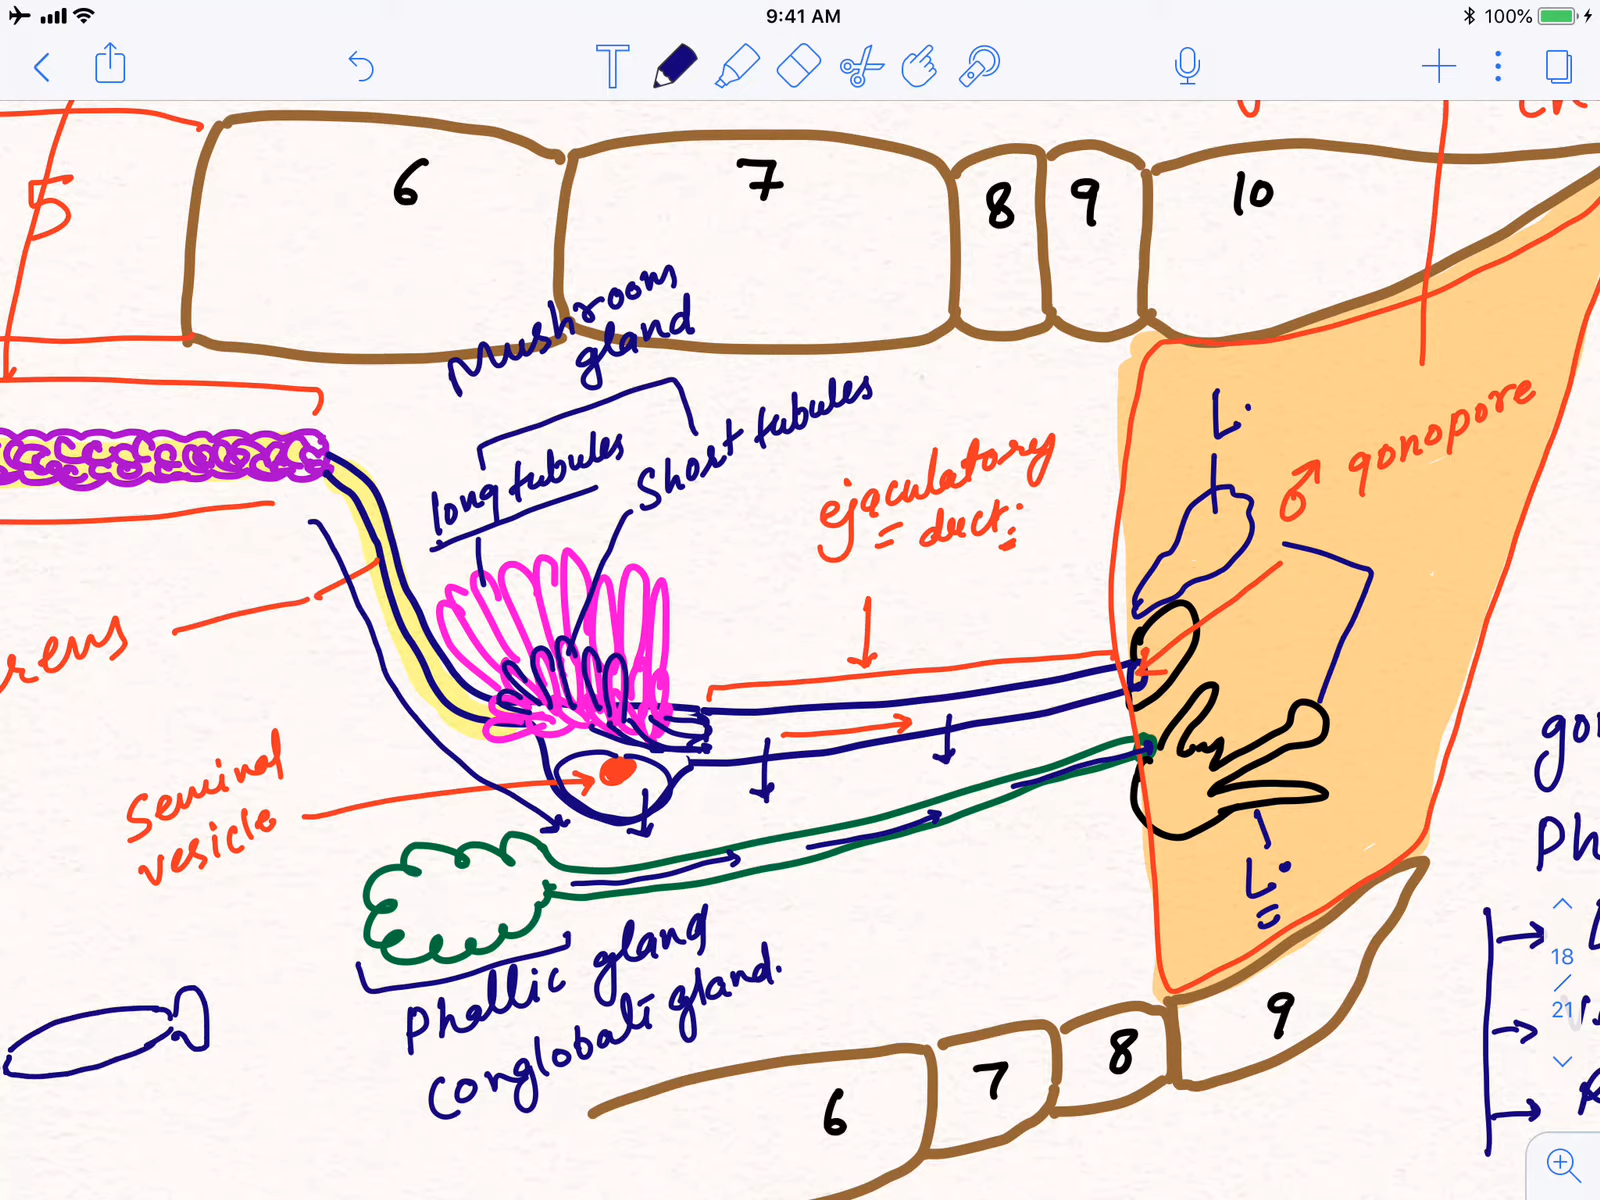 9:41 AM
100%
T
5
6
7
8
9
10
Mushroom
gland
long tubules
Short tubules
ejaculatory
duct
L.
♂ gonopore
rens
Seminal
vesicle
Phallic gland
Conglobate gland.
L.
18
/
21
6
7
8
9